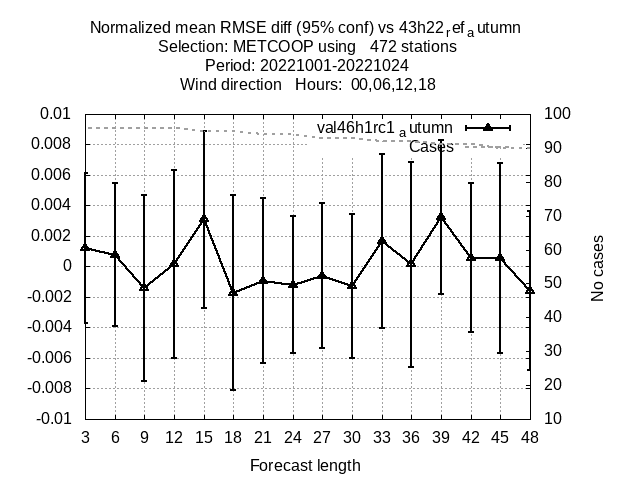 Normalized mean RMSE diff (95% conf) vs 43h22refautumn
Selection: METCOOP using 472 stations
Period: 20221001-20221024
Wind direction Hours: 00,06,12,18
val46h1rc1autumn
Cases
0.01
0.008
0.006
0.004
0.002
0
-0.002
-0.004
-0.006
-0.008
-0.01
100
90
80
70
60
50
40
30
20
10
No cases
3 6 9 12 15 18 21 24 27 30 33 36 39 42 45 48
Forecast length